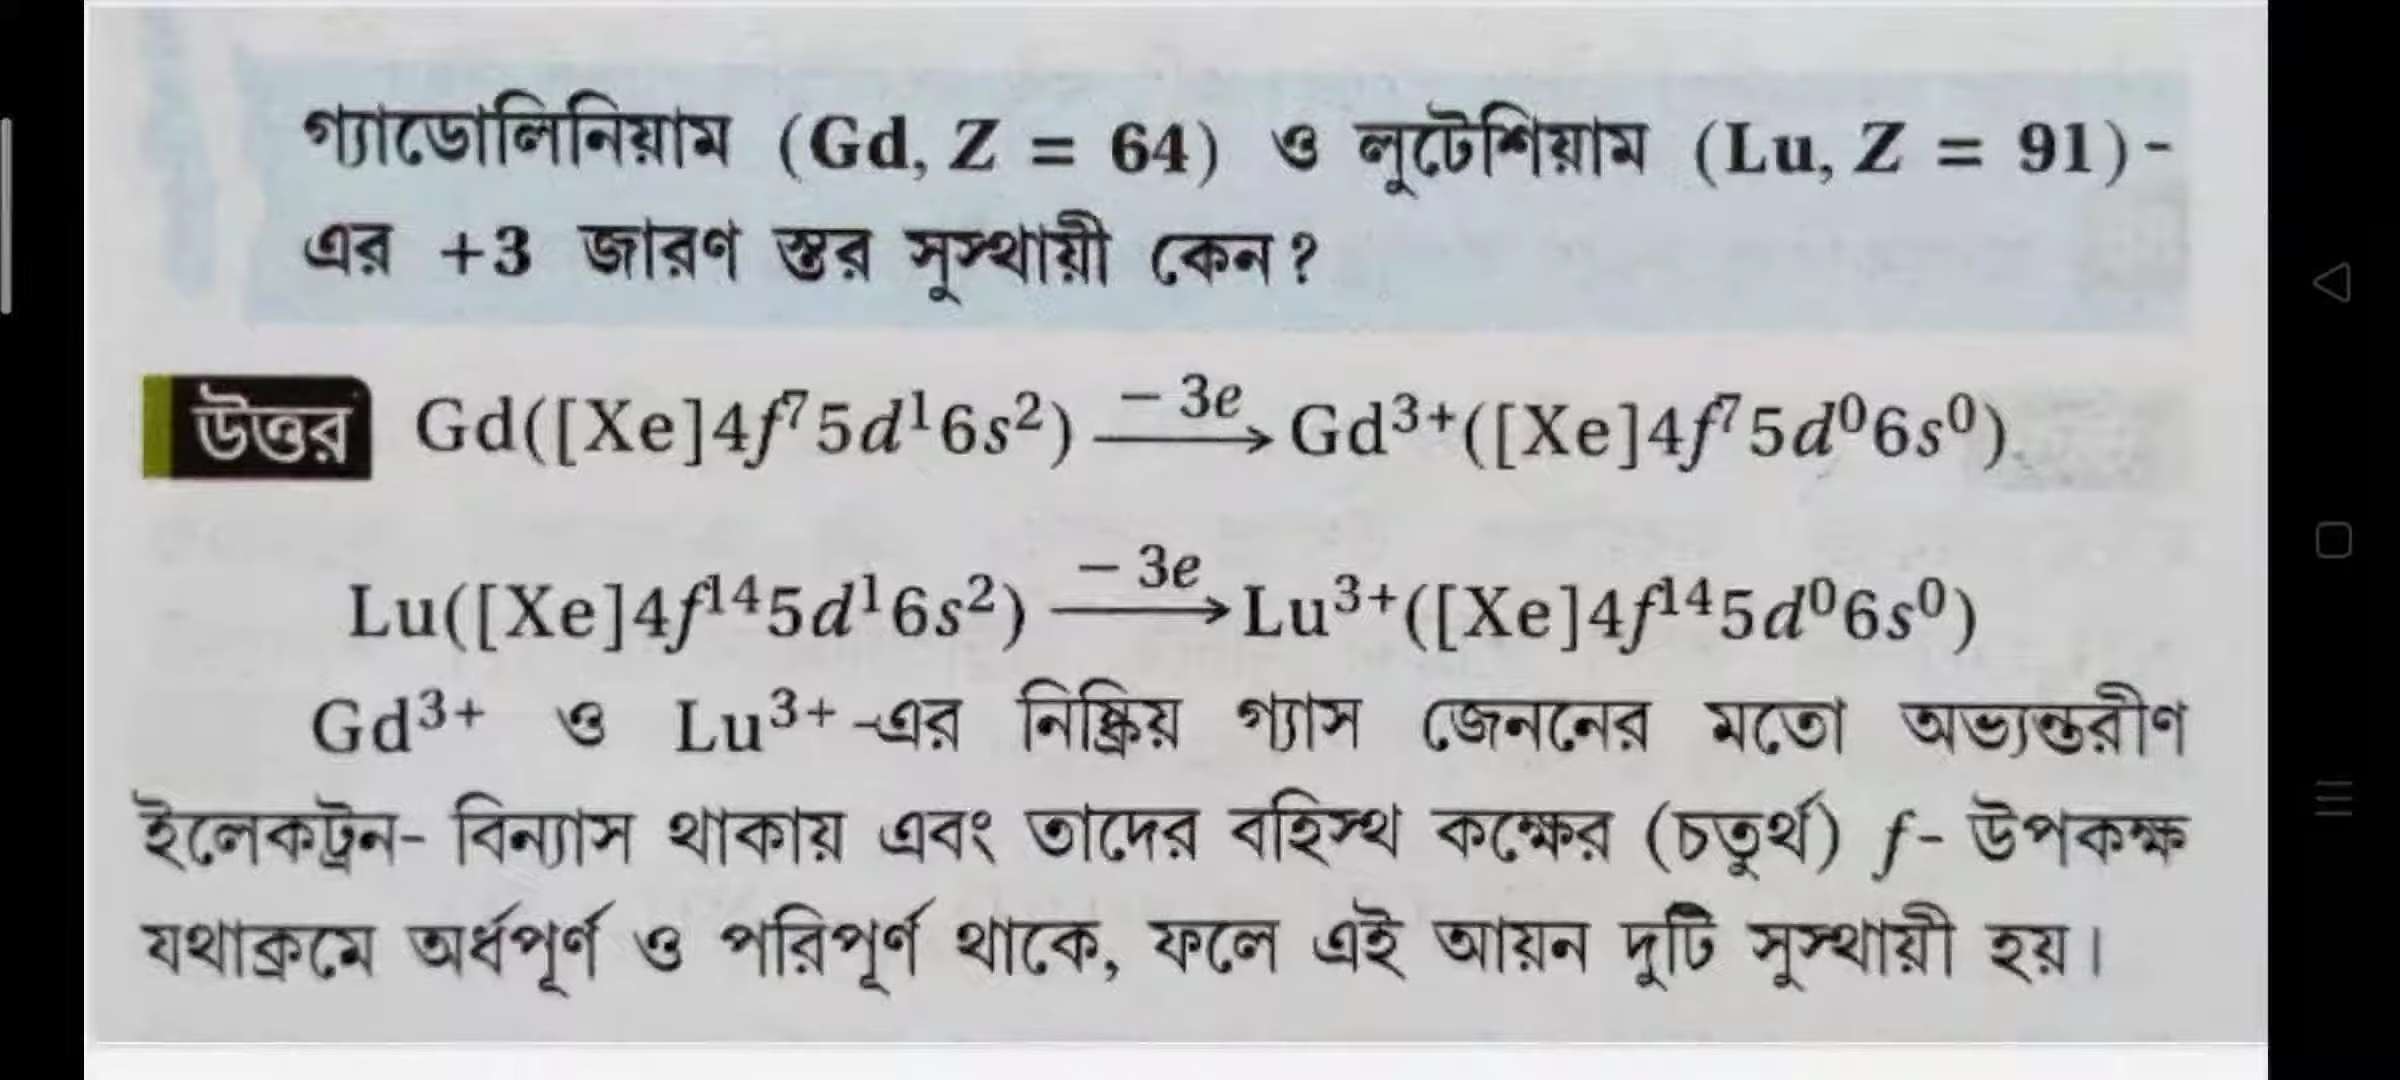 গ্যাডোলিনিয়াম (Gd, Z = 64) ও লুটেশিয়াম (Lu, Z = 91)-
এর +3 জারণ স্তর সুস্থায়ী কেন?
উত্তর Gd([Xe]4f⁷5d¹6s²) —−3e→ Gd³⁺([Xe]4f⁷5d⁰6s⁰)
Lu([Xe]4f¹⁴5d¹6s²) —−3e→ Lu³⁺([Xe]4f¹⁴5d⁰6s⁰)
Gd³⁺ ও Lu³⁺-এর নিষ্ক্রিয় গ্যাস জেননের মতো অভ্যন্তরীণ
ইলেকট্রন- বিন্যাস থাকায় এবং তাদের বহিস্থ কক্ষের (চতুর্থ) f- উপকক্ষ
যথাক্রমে অর্ধপূর্ণ ও পরিপূর্ণ থাকে, ফলে এই আয়ন দুটি সুস্থায়ী হয়।